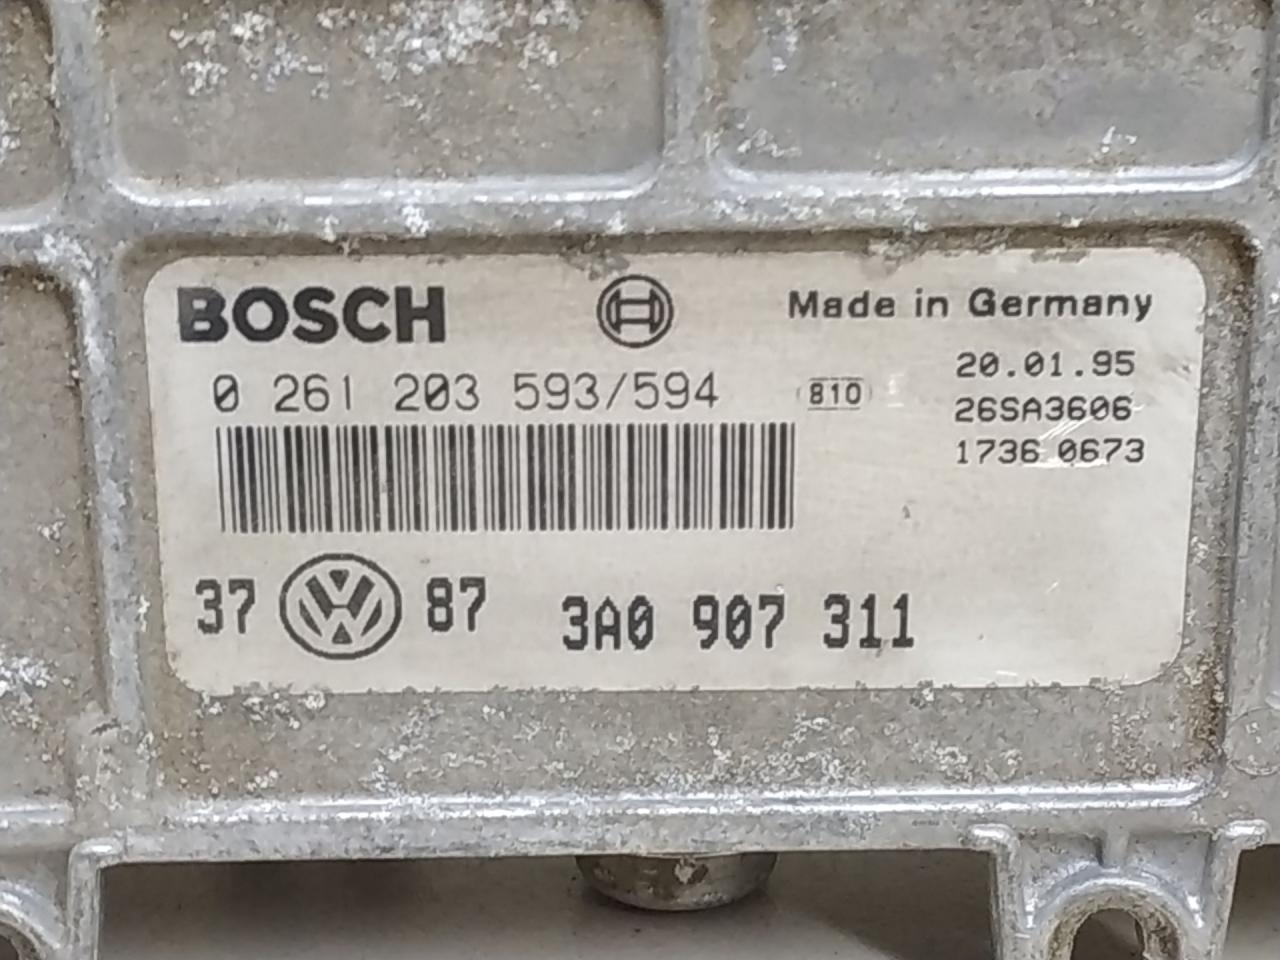 BOSCH
Made in Germany
20.01.95
0 261 203 593/594
810
26SA3606
1736 0673
37 VW 87 3A0 907 311